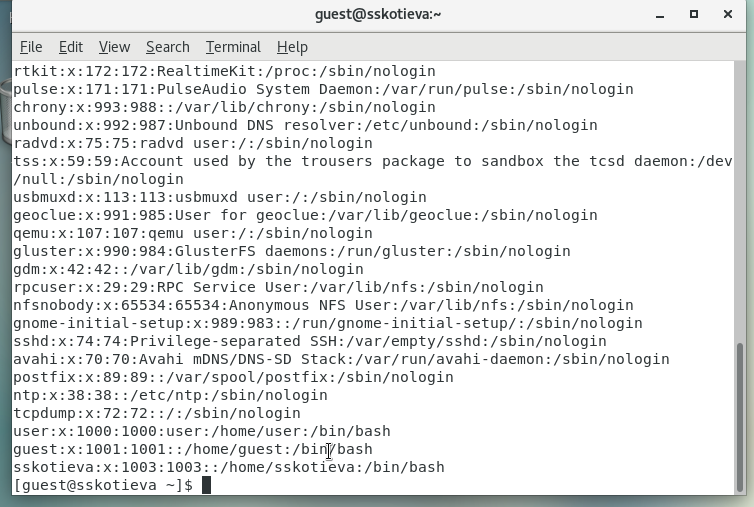 guest@sskotieva:~
File Edit View Search Terminal Help
rtkit:x:172:172:RealtimeKit:/proc:/sbin/nologin
pulse:x:171:171:PulseAudio System Daemon:/var/run/pulse:/sbin/nologin
chrony:x:993:988::/var/lib/chrony:/sbin/nologin
unbound:x:992:987:Unbound DNS resolver:/etc/unbound:/sbin/nologin
radvd:x:75:75:radvd user:/:/sbin/nologin
tss:x:59:59:Account used by the trousers package to sandbox the tcsd daemon:/dev
/null:/sbin/nologin
usbmuxd:x:113:113:usbmuxd user:/:/sbin/nologin
geoclue:x:991:985:User for geoclue:/var/lib/geoclue:/sbin/nologin
qemu:x:107:107:qemu user:/:/sbin/nologin
gluster:x:990:984:GlusterFS daemons:/run/gluster:/sbin/nologin
gdm:x:42:42::/var/lib/gdm:/sbin/nologin
rpcuser:x:29:29:RPC Service User:/var/lib/nfs:/sbin/nologin
nfsnobody:x:65534:65534:Anonymous NFS User:/var/lib/nfs:/sbin/nologin
gnome-initial-setup:x:989:983::/run/gnome-initial-setup/:/sbin/nologin
sshd:x:74:74:Privilege-separated SSH:/var/empty/sshd:/sbin/nologin
avahi:x:70:70:Avahi mDNS/DNS-SD Stack:/var/run/avahi-daemon:/sbin/nologin
postfix:x:89:89::/var/spool/postfix:/sbin/nologin
ntp:x:38:38::/etc/ntp:/sbin/nologin
tcpdump:x:72:72::/:/sbin/nologin
user:x:1000:1000:user:/home/user:/bin/bash
guest:x:1001:1001::/home/guest:/bin/bash
sskotieva:x:1003:1003::/home/sskotieva:/bin/bash
[guest@sskotieva ~]$